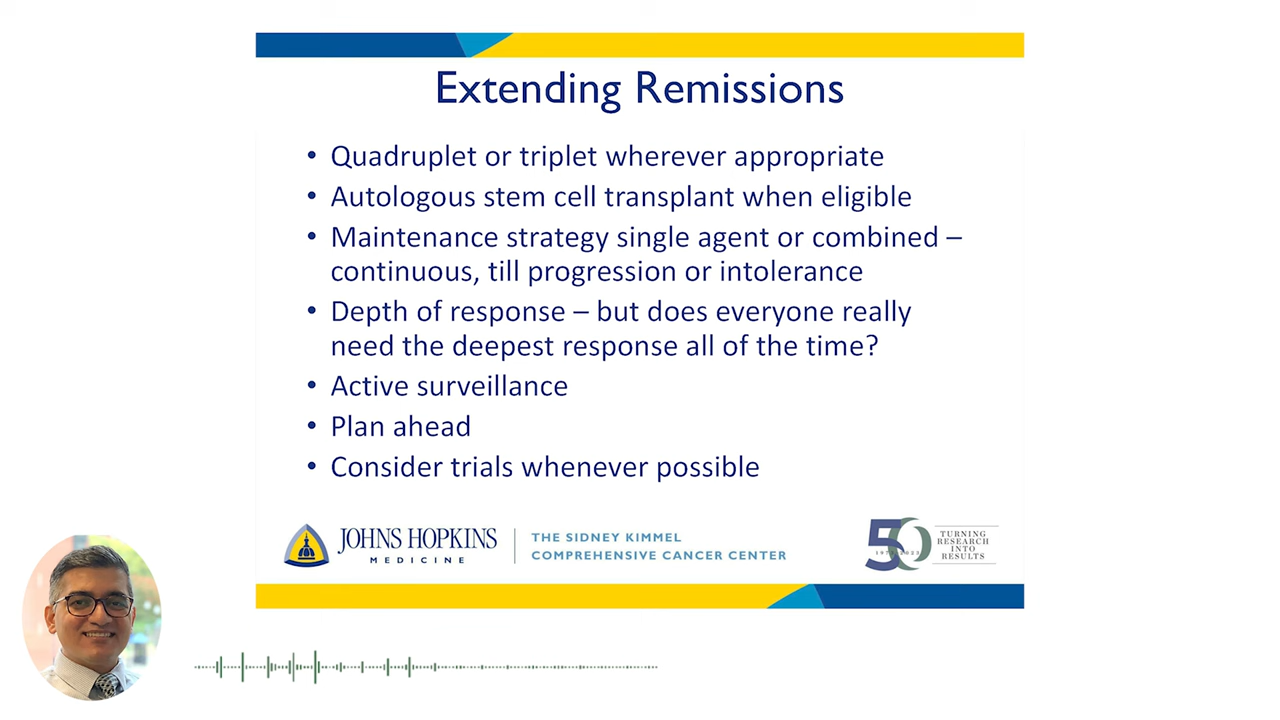 Extending Remissions
• Quadruplet or triplet wherever appropriate
• Autologous stem cell transplant when eligible
• Maintenance strategy single agent or combined –
continuous, till progression or intolerance
• Depth of response – but does everyone really
need the deepest response all of the time?
• Active surveillance
• Plan ahead
• Consider trials whenever possible
JOHNS HOPKINS
MEDICINE
THE SIDNEY KIMMEL
COMPREHENSIVE CANCER CENTER
50
1973-2023
TURNING
RESEARCH
INTO
RESULTS